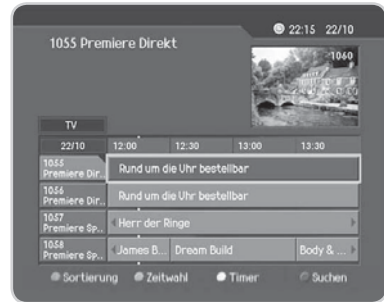 22:15 22/10
1055 Premiere Direkt
1060
TV
22/10 12:00 12:30 13:00 13:30
1055 Premiere Dir.. Rund um die Uhr bestellbar
1056 Premiere Dir.. Rund um die Uhr bestellbar
1057 Premiere Sp.. Herr der Ringe
1058 Premiere Sp.. James B... Dream Build Body & ...
Sortierung Zeitwahl Timer Suchen